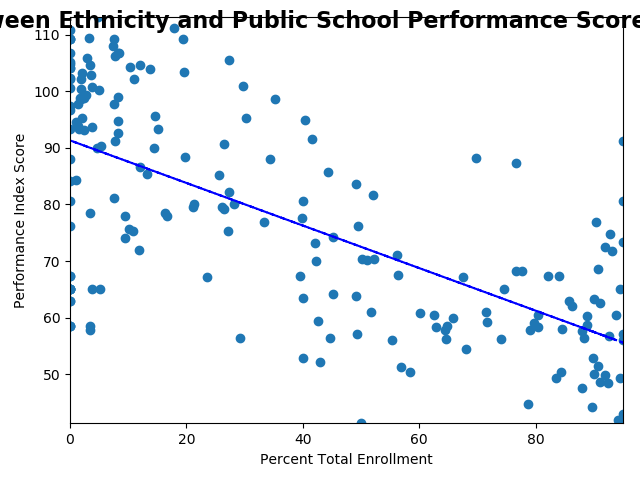 ween Ethnicity and Public School Performance Score
110
100
90
80
70
60
50
Performance Index Score
0 20 40 60 80
Percent Total Enrollment